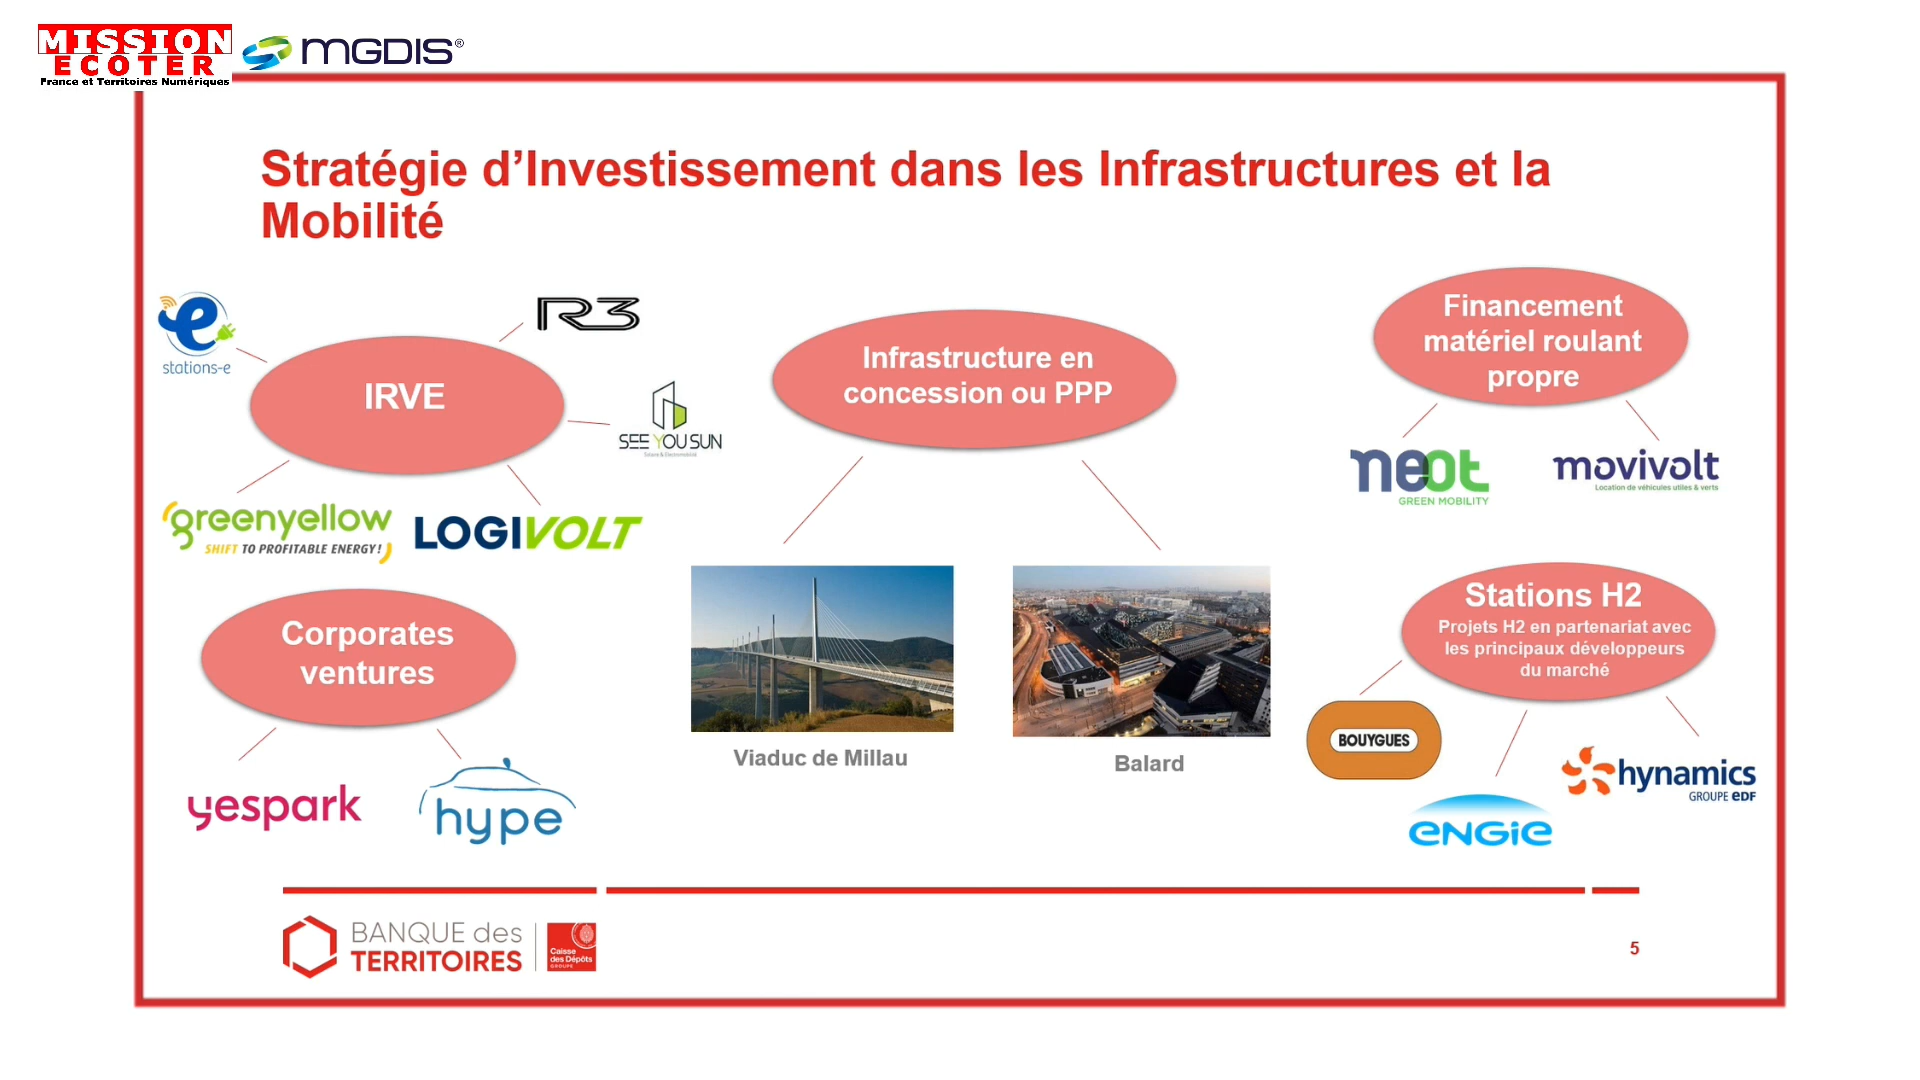 MISSION
ECOTER
France et Territoires Numériques
MGDIS®
Stratégie d’Investissement dans les Infrastructures et la
Mobilité
stations-e
R3
IRVE
SEE YOU SUN
Solaire & Électromobilité
greenyellow
SHIFT TO PROFITABLE ENERGY!
LOGIVOLT
Corporates
ventures
yespark
hype
Infrastructure en
concession ou PPP
Viaduc de Millau
Balard
Financement
matériel roulant
propre
neot
GREEN MOBILITY
movivolt
Location de véhicules utiles & verts
Stations H2
Projets H2 en partenariat avec
les principaux développeurs
du marché
BOUYGUES
ENGIE
hynamics
GROUPE EDF
BANQUE des
TERRITOIRES
Caisse
des Dépôts
GROUPE
5